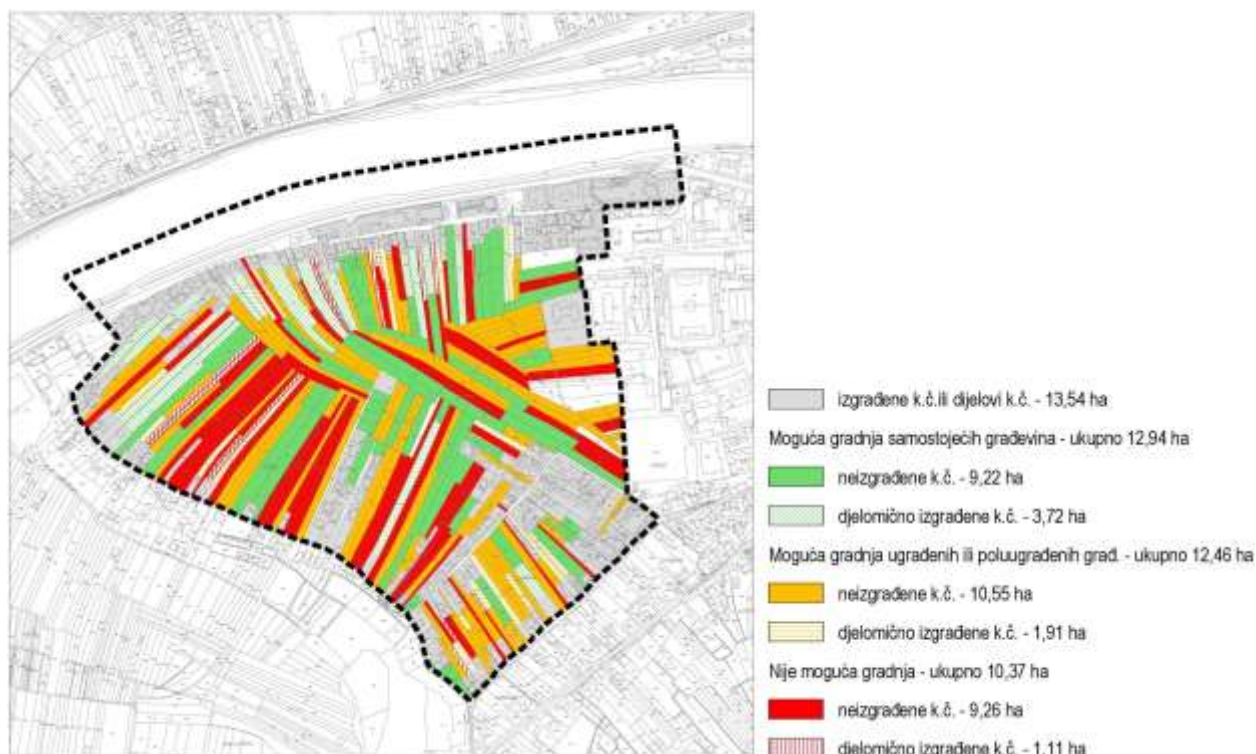 izgrađene k.č.ili dijelovi k.č. - 13,54 ha
Moguća gradnja samostojećih građevina - ukupno 12,94 ha
neizgrađene k.č. - 9,22 ha
djelomično izgrađene k.č. - 3,72 ha
Moguća gradnja ugrađenih ili poluugrađenih građ. - ukupno 12,46 ha
neizgrađene k.č. - 10,55 ha
djelomično izgrađene k.č. - 1,91 ha
Nije moguća gradnja - ukupno 10,37 ha
neizgrađene k.č. - 9,26 ha
djelomično izgrađene k.č. - 1,11 ha